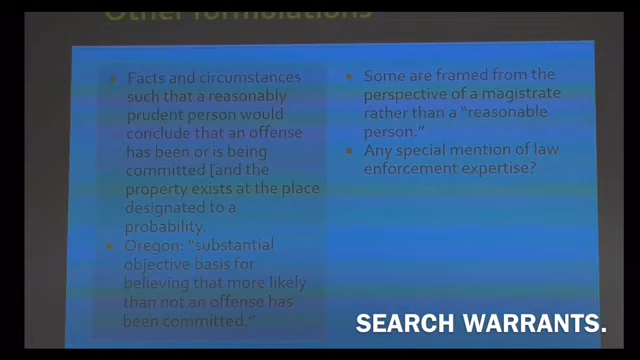 Other formulations
Facts and circumstances
such that a reasonably
prudent person would
conclude that an offense
has been or is being
committed [and the
property exists at the place
designated to a
probability.
Oregon: "substantial
objective basis for
believing that more likely
than not an offense has
been committed."
Some are framed from the
perspective of a magistrate
rather than a "reasonable
person."
Any special mention of law
enforcement expertise?
SEARCH WARRANTS.